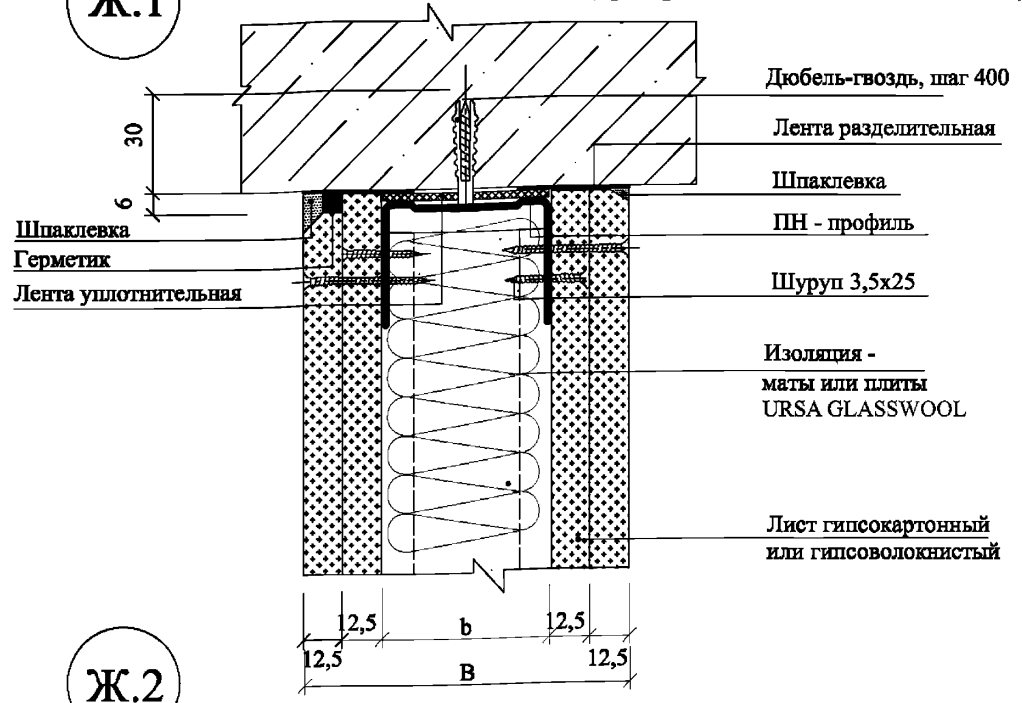 Ж.1
Дюбель-гвоздь, шаг 400
Лента разделительная
Шпаклевка
ПН - профиль
Шуруп 3,5х25
Изоляция -
маты или плиты
URSA GLASSWOOL
Лист гипсокартонный
или гипсоволокнистый
30
6
Шпаклевка
Герметик
Лента уплотнительная
12,5
b
12,5
12,5
B
12,5
Ж.2